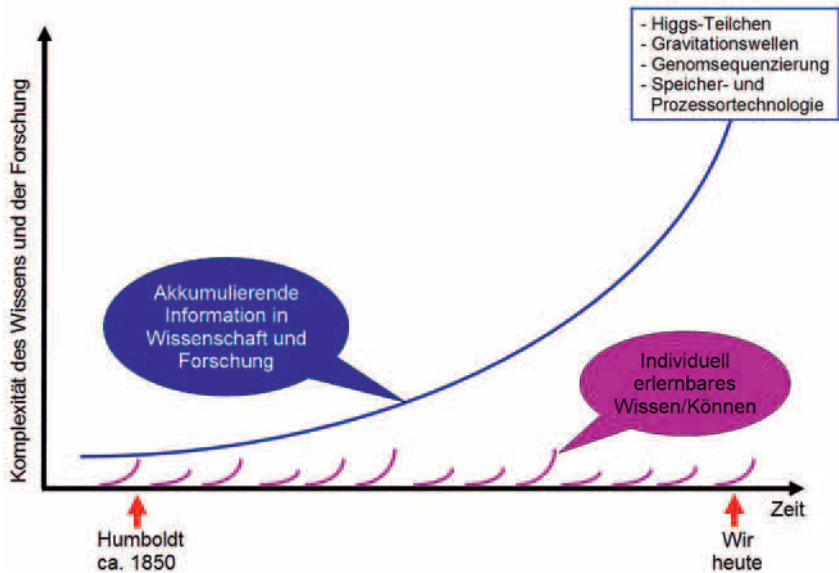 - Higgs-Teilchen
- Gravitationswellen
- Genomsequenzierung
- Speicher- und
Prozessortechnologie
Komplexität des Wissens und der Forschung
Akkumulierende
Information in
Wissenschaft und
Forschung
Individuell
erlernbares
Wissen/Können
Zeit
Humboldt
ca. 1850
Wir
heute